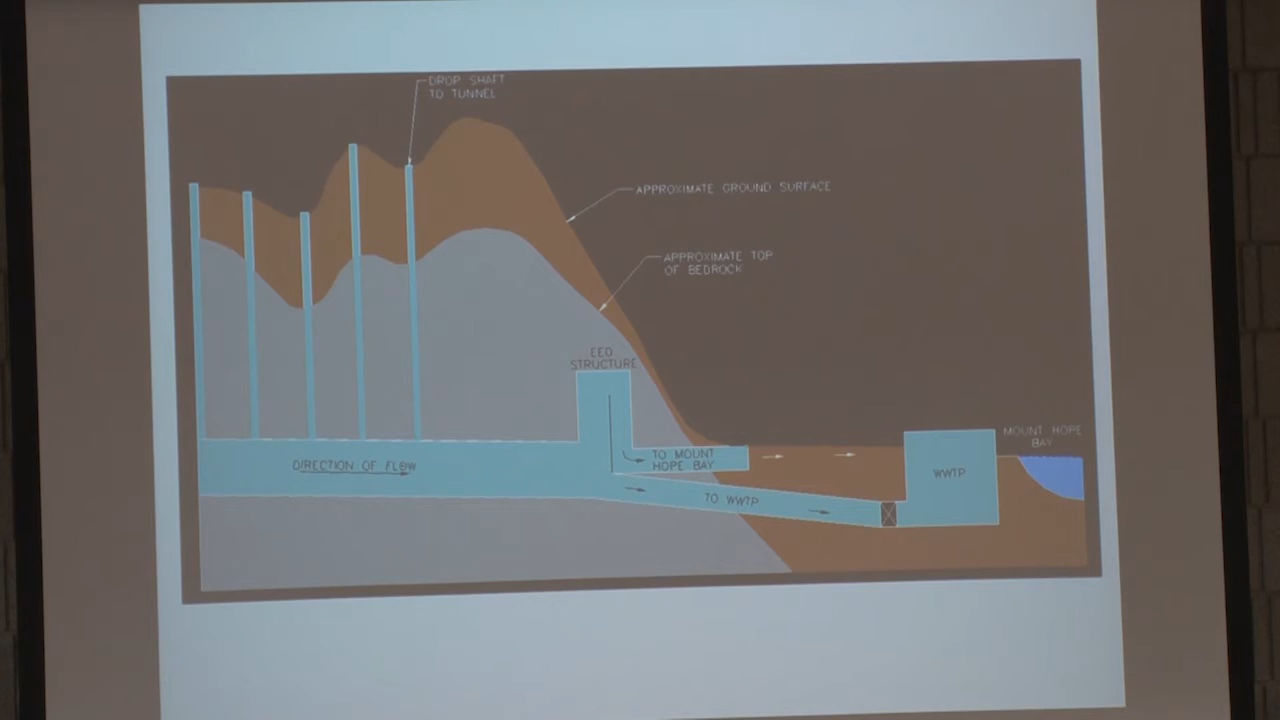 DROP SHAFT
TO TUNNEL
APPROXIMATE GROUND SURFACE
APPROXIMATE TOP
OF BEDROCK
EEO
STRUCTURE
MOUNT HOPE
BAY
DIRECTION OF FLOW
TO MOUNT
HOPE BAY
WWTP
TO WWTP